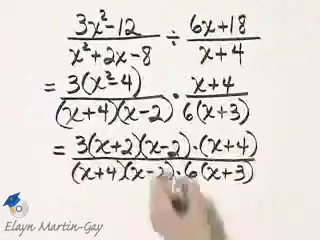 3x²-12 / x²+2x-8 ÷ 6x+18 / x+4
= 3(x²-4) / (x+4)(x-2) · x+4 / 6(x+3)
= 3(x+2)(x-2)·(x+4) / (x+4)(x-2)·6(x+3)
Elayn Martin-Gay